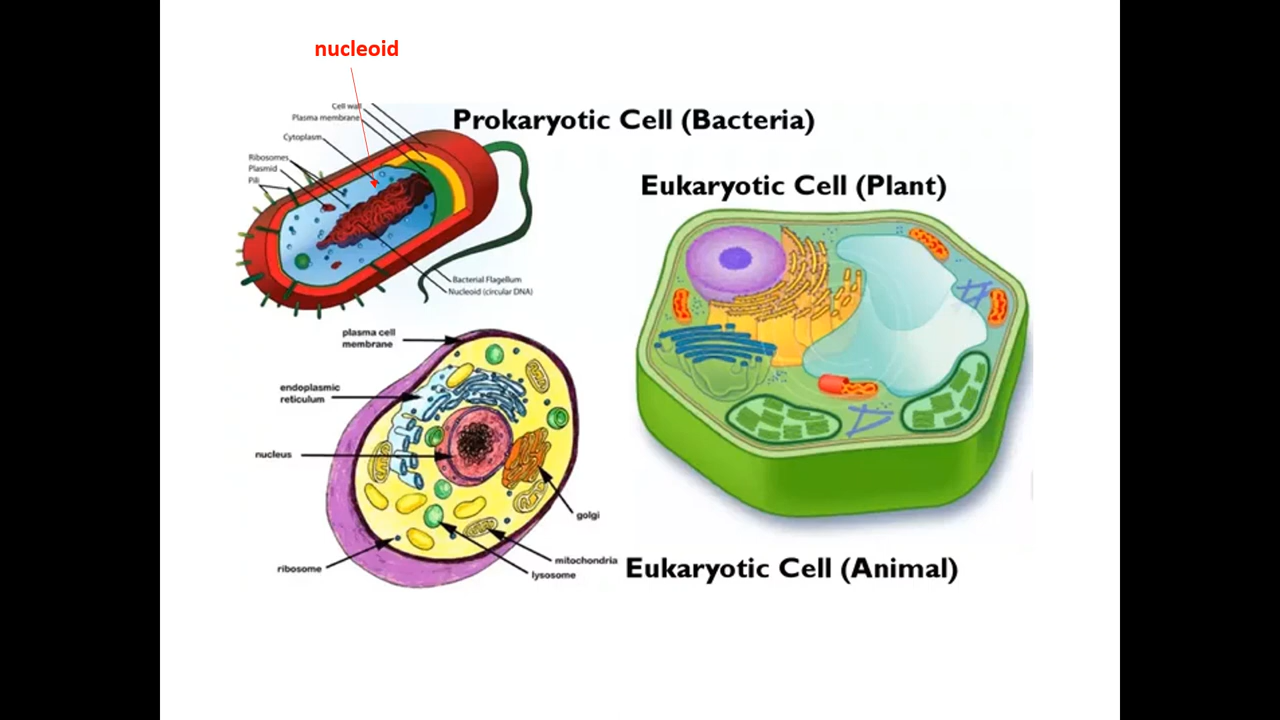 nucleoid
Cell wall
Plasma membrane
Cytoplasm
Ribosomes
Plasmid
Pili
Prokaryotic Cell (Bacteria)
Bacterial Flagellum
Nucleoid (circular DNA)
Eukaryotic Cell (Plant)
plasma cell
membrane
endoplasmic
reticulum
nucleus
golgi
mitochondria
lysosome
ribosome
Eukaryotic Cell (Animal)